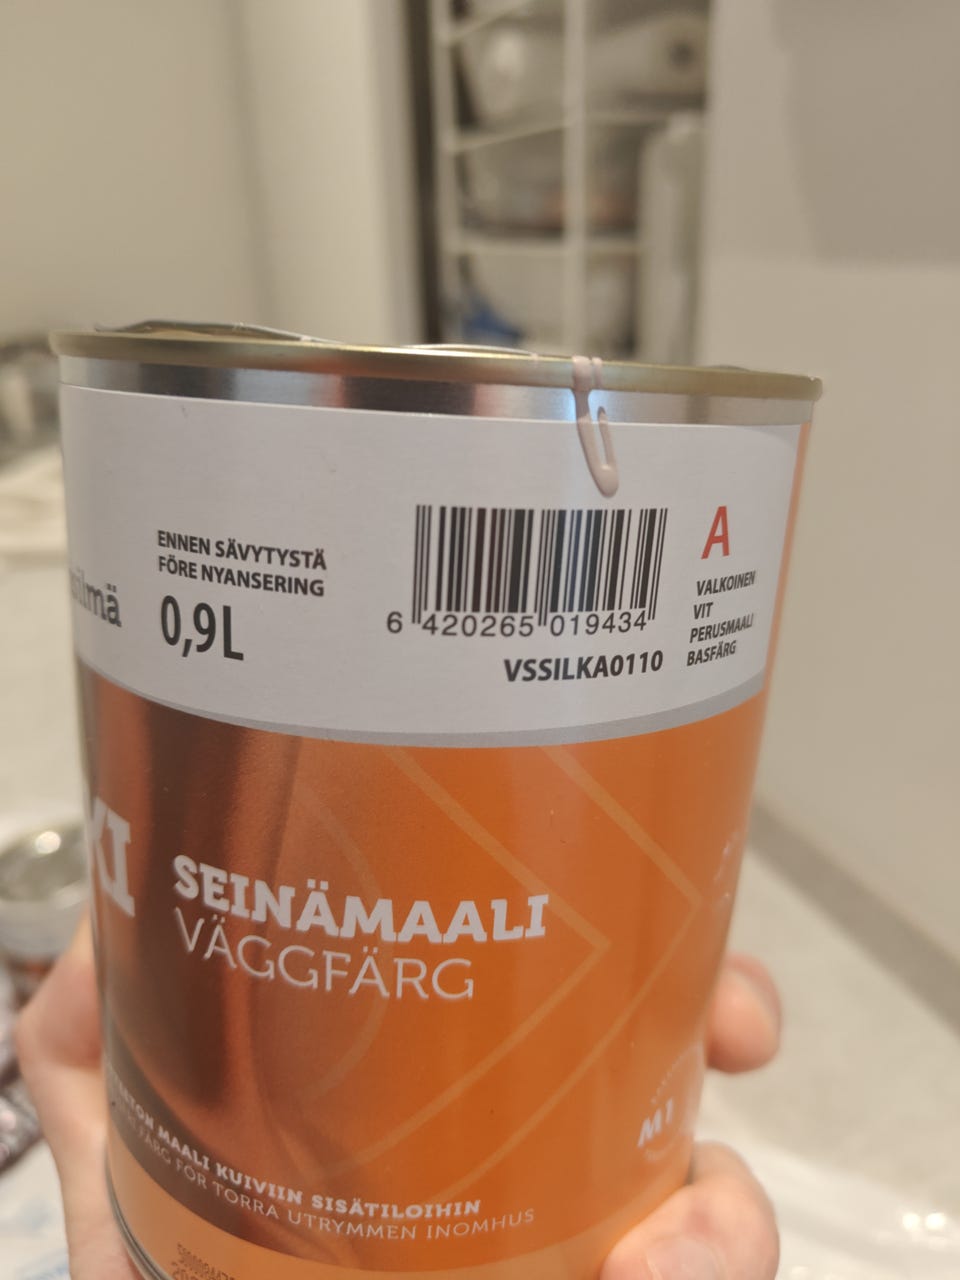 ENNEN SÄVYTYSTÄ
FÖRE NYANSERING
0,9L
6 420265 019434
VSSILKA0110
A
VALKOINEN
VIT
PERUSMAALI
BASFÄRG
SEINÄMAALI
VÄGGFÄRG
MAALI KUIVIIN SISÄTILOIHIN
FÖR TORRA UTRYMMEN INOMHUS
M1